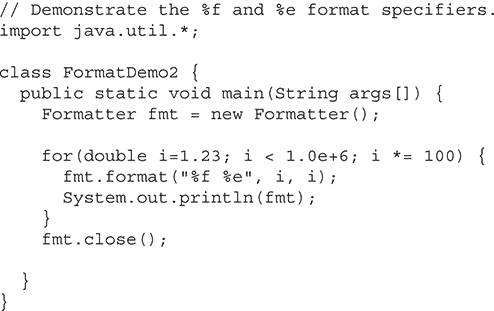 // Demonstrate the %f and %e format specifiers.
import java.util.*;

class FormatDemo2 {
  public static void main(String args[]) {
    Formatter fmt = new Formatter();

    for(double i=1.23; i < 1.0e+6; i *= 100) {
      fmt.format("%f %e", i, i);
      System.out.println(fmt);
    }
    fmt.close();

  }
}